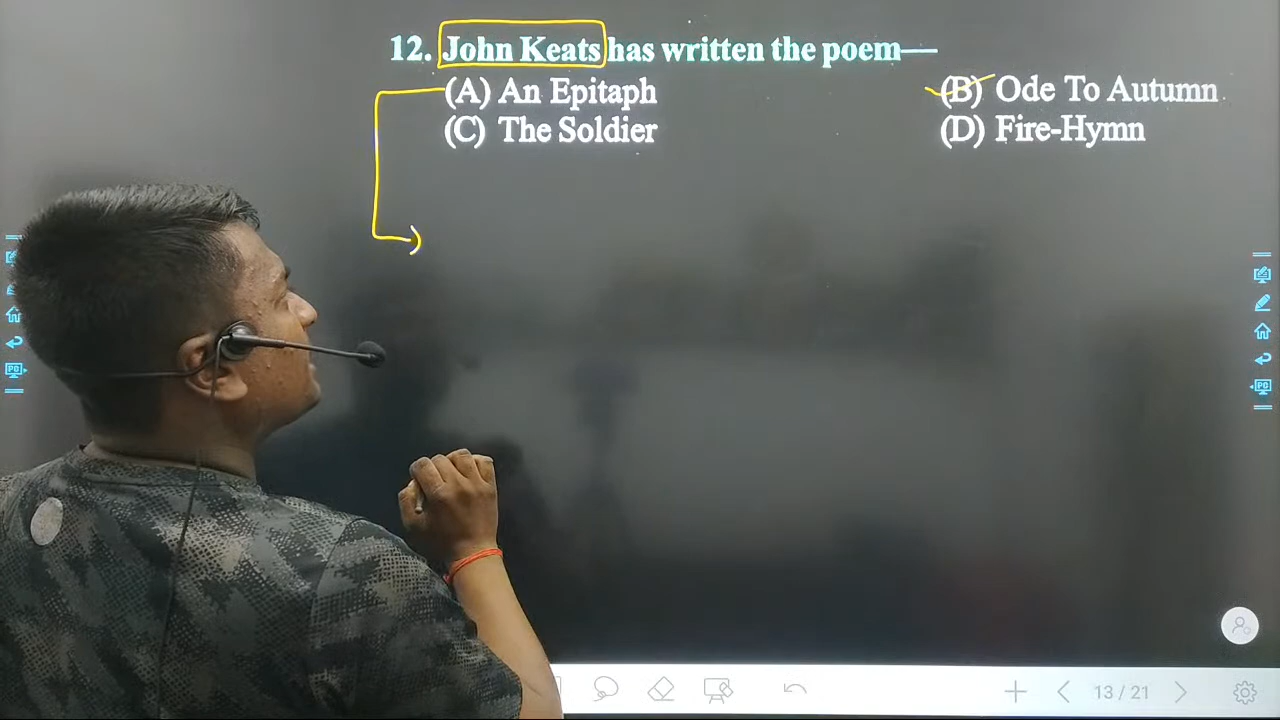 12. John Keats has written the poem—
(A) An Epitaph (B) Ode To Autumn
(C) The Soldier (D) Fire-Hymn
13 / 21